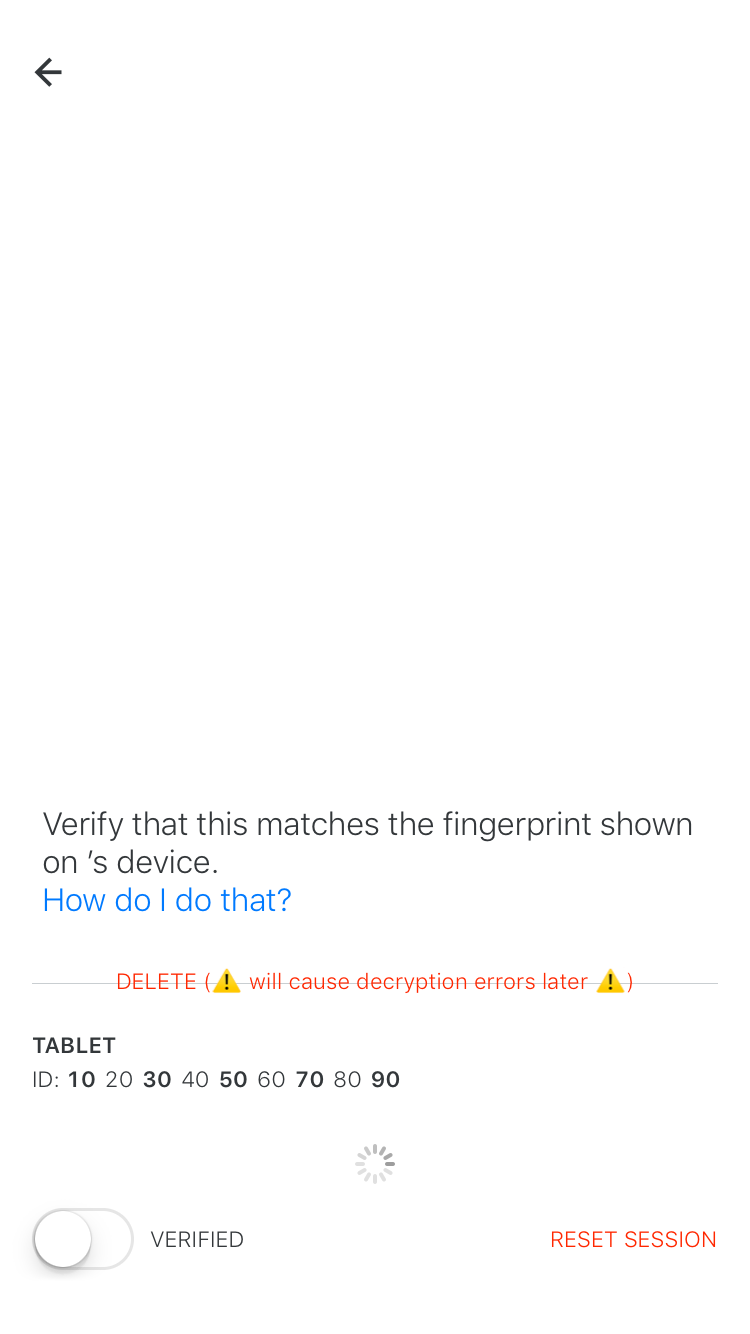 Verify that this matches the fingerprint shown
on ’s device.
How do I do that?
DELETE (⚠️ will cause decryption errors later ⚠️)
TABLET
ID: 10 20 30 40 50 60 70 80 90
VERIFIED
RESET SESSION